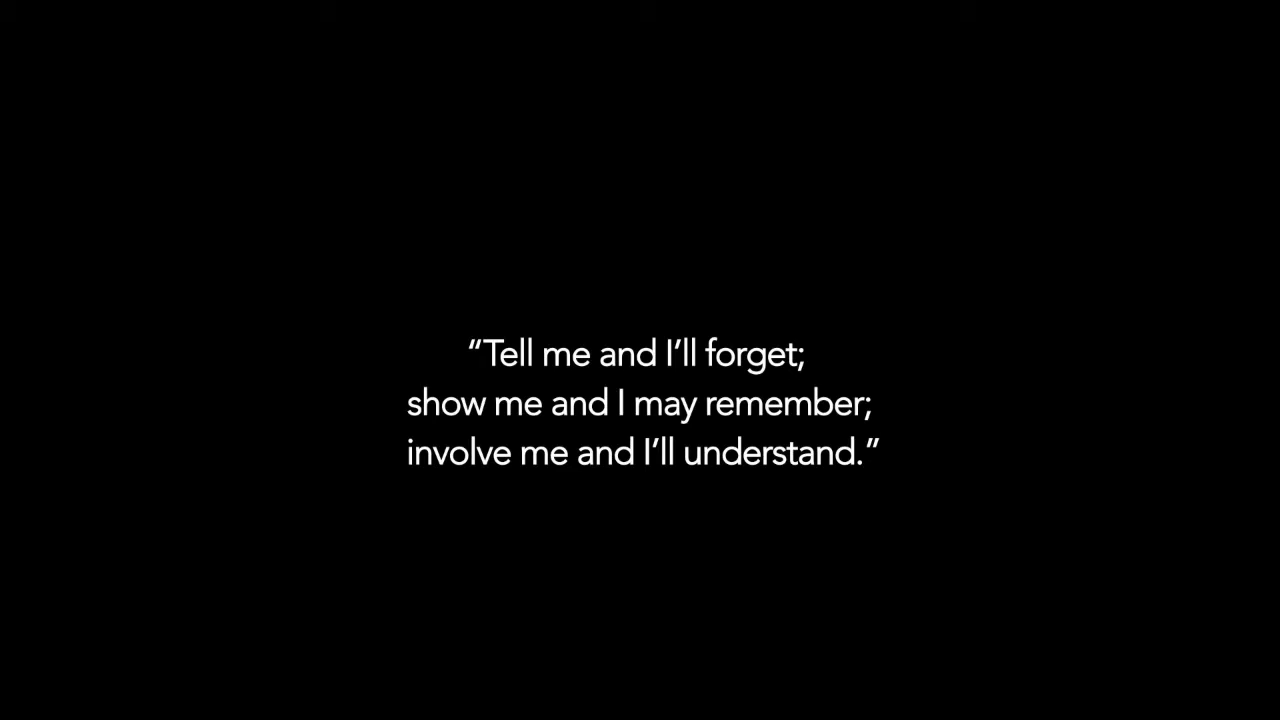 “Tell me and I’ll forget;
show me and I may remember;
involve me and I’ll understand.”